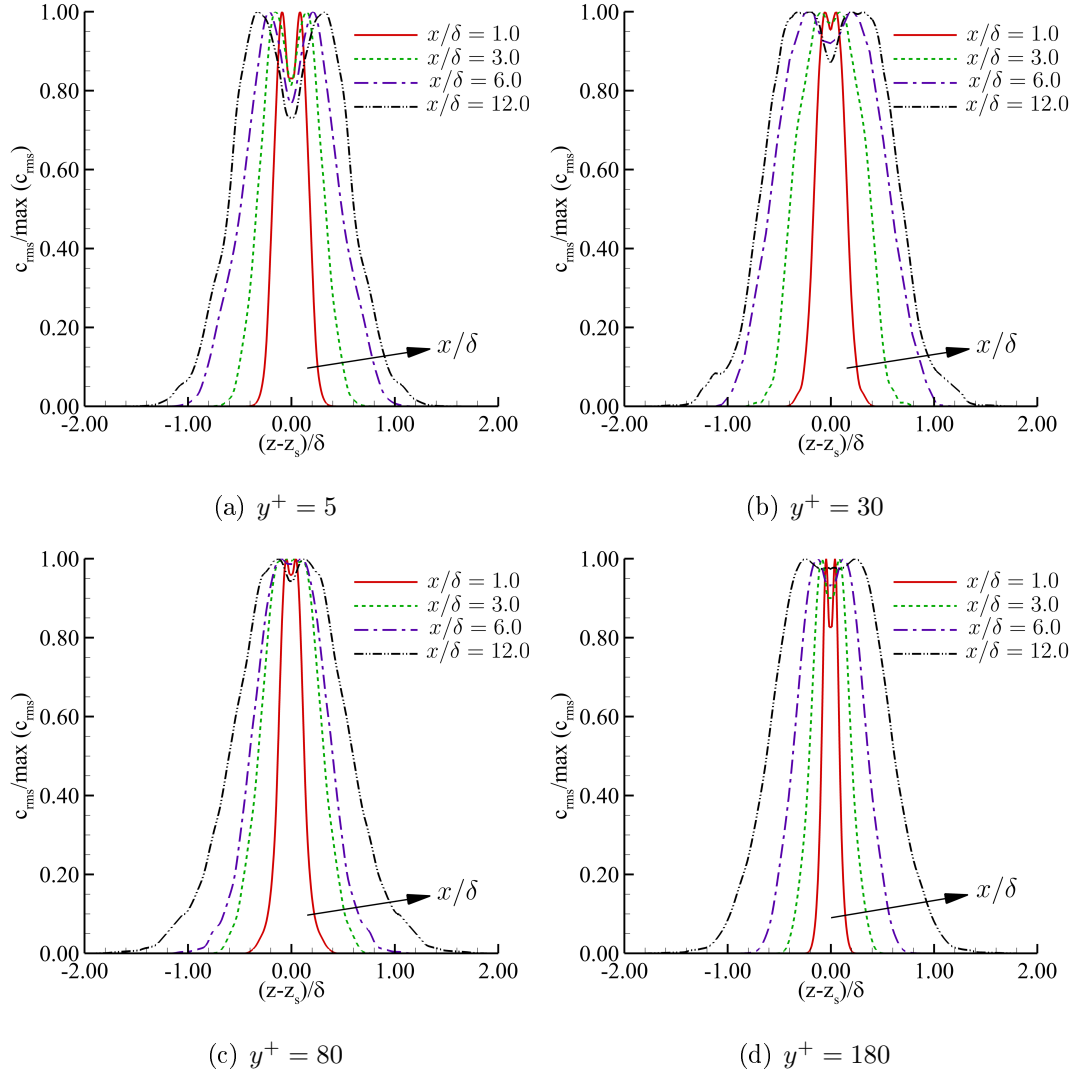 1.00
0.80
0.60
0.40
0.20
0.00
c_rms/max (c_rms)
-2.00 -1.00 0.00 1.00 2.00
(z-z_s)/δ
x/δ = 1.0
x/δ = 3.0
x/δ = 6.0
x/δ = 12.0
x/δ
(a) y⁺ = 5
1.00
0.80
0.60
0.40
0.20
0.00
c_rms/max (c_rms)
-2.00 -1.00 0.00 1.00 2.00
(z-z_s)/δ
x/δ = 1.0
x/δ = 3.0
x/δ = 6.0
x/δ = 12.0
x/δ
(b) y⁺ = 30
1.00
0.80
0.60
0.40
0.20
0.00
c_rms/max (c_rms)
-2.00 -1.00 0.00 1.00 2.00
(z-z_s)/δ
x/δ = 1.0
x/δ = 3.0
x/δ = 6.0
x/δ = 12.0
x/δ
(c) y⁺ = 80
1.00
0.80
0.60
0.40
0.20
0.00
c_rms/max (c_rms)
-2.00 -1.00 0.00 1.00 2.00
(z-z_s)/δ
x/δ = 1.0
x/δ = 3.0
x/δ = 6.0
x/δ = 12.0
x/δ
(d) y⁺ = 180